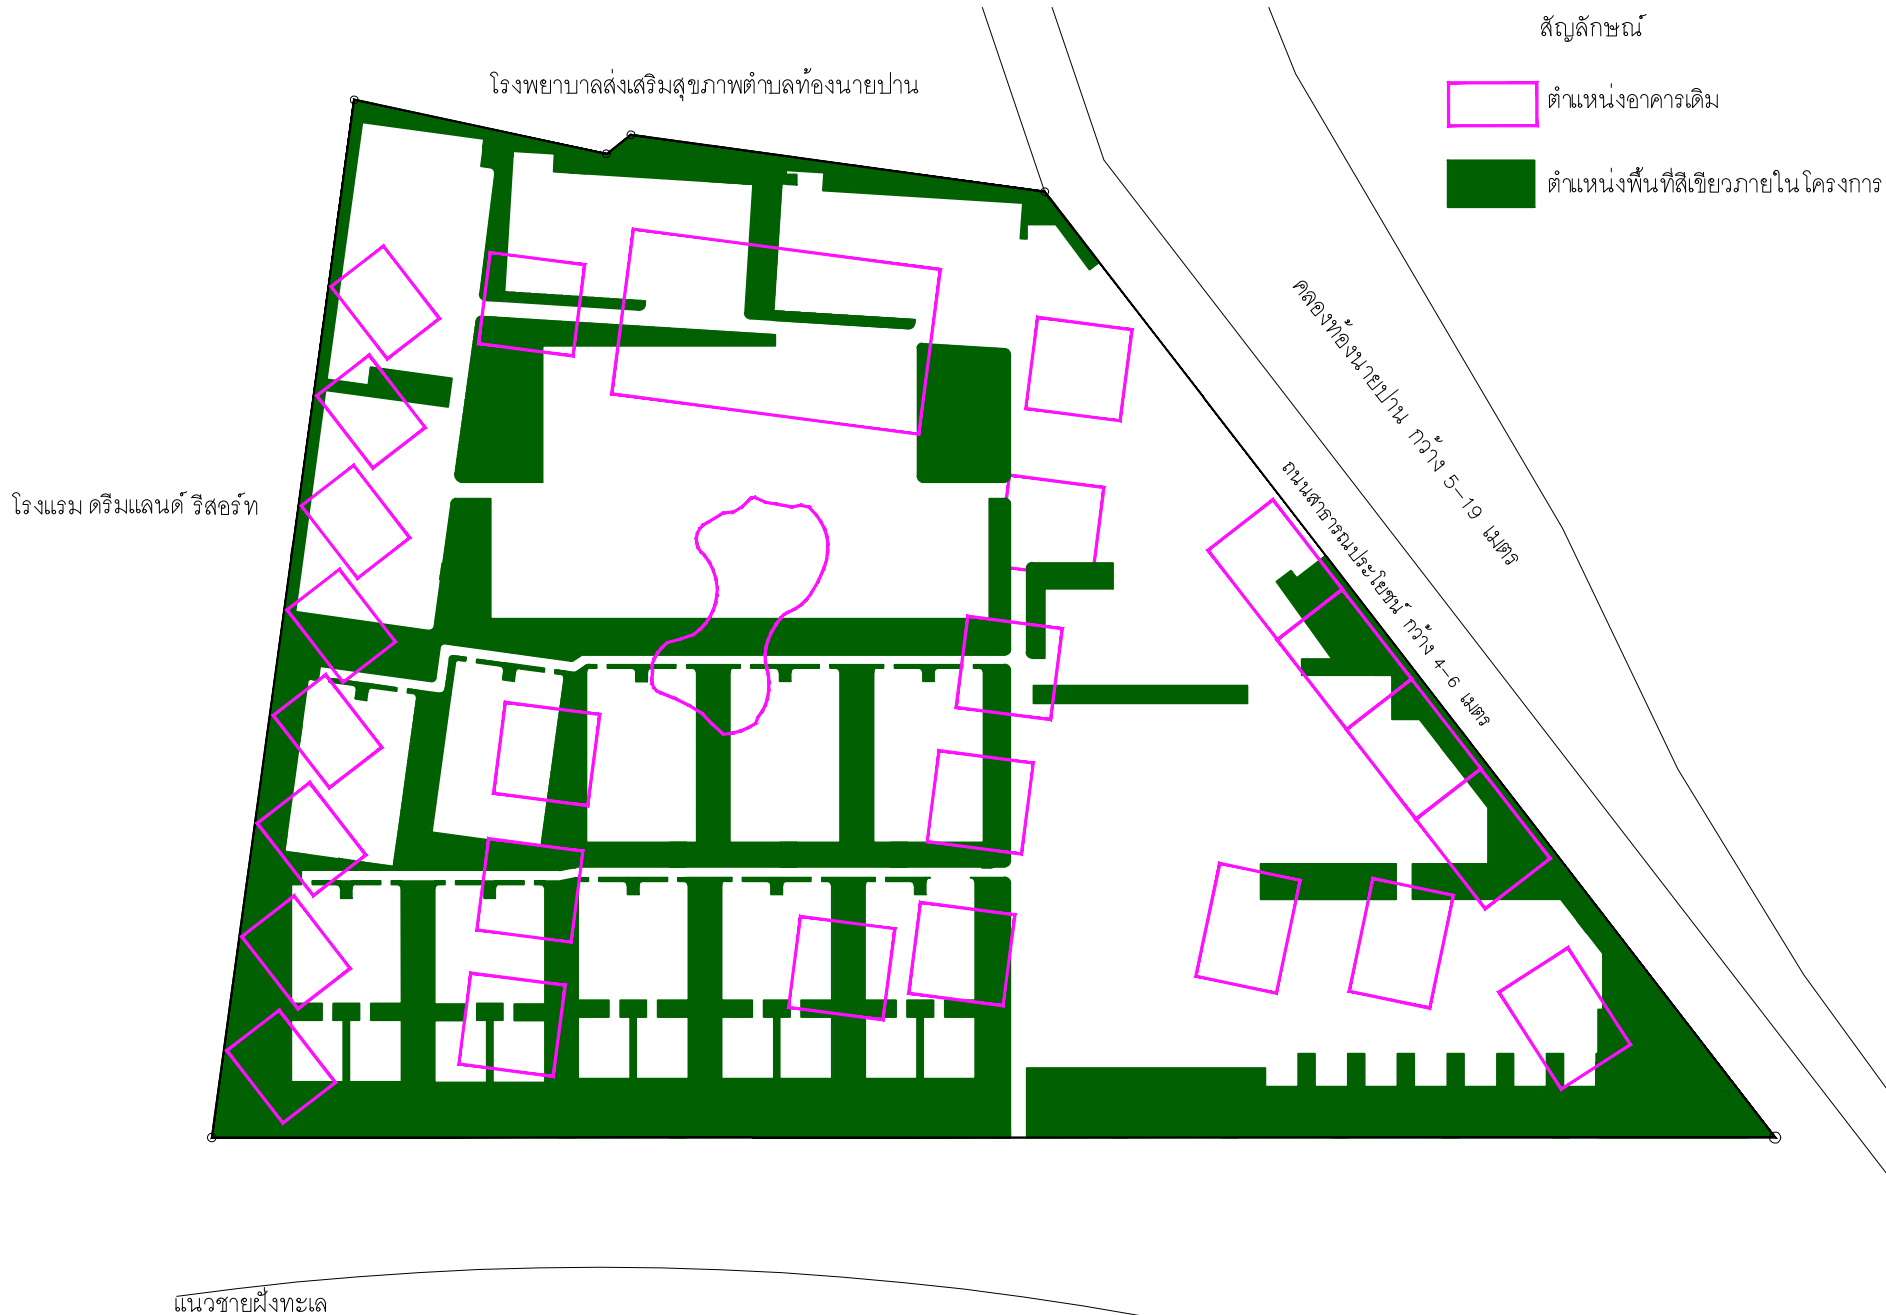 สัญลักษณ์
โรงพยาบาลส่งเสริมสุขภาพตำบลท้องนายปาน
ตำแหน่งอาคารเดิม
ตำแหน่งพื้นที่สีเขียวภายในโครงการ
คลองท้องนายปาน กว้าง 5-19 เมตร
ถนนสาธารณประโยชน์ กว้าง 4-6 เมตร
โรงแรม ดรีมแลนด์ รีสอร์ท
แนวชายฝั่งทะเล